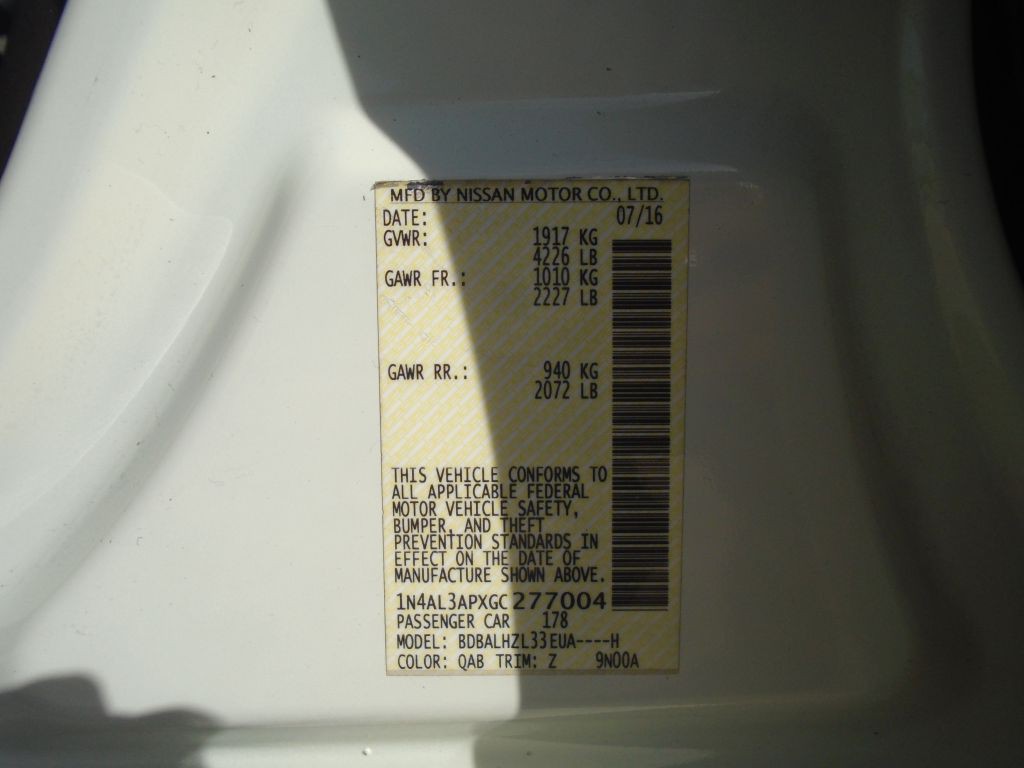 MFD BY NISSAN MOTOR CO., LTD.
DATE: 07/16
GVWR: 1917 KG
4226 LB
GAWR FR.: 1010 KG
2227 LB
GAWR RR.: 940 KG
2072 LB
THIS VEHICLE CONFORMS TO
ALL APPLICABLE FEDERAL
MOTOR VEHICLE SAFETY,
BUMPER, AND THEFT
PREVENTION STANDARDS IN
EFFECT ON THE DATE OF
MANUFACTURE SHOWN ABOVE.
1N4AL3APXGC277004
PASSENGER CAR 178
MODEL: BDBALHZL33EUA----H
COLOR: QAB TRIM: Z 9N00A